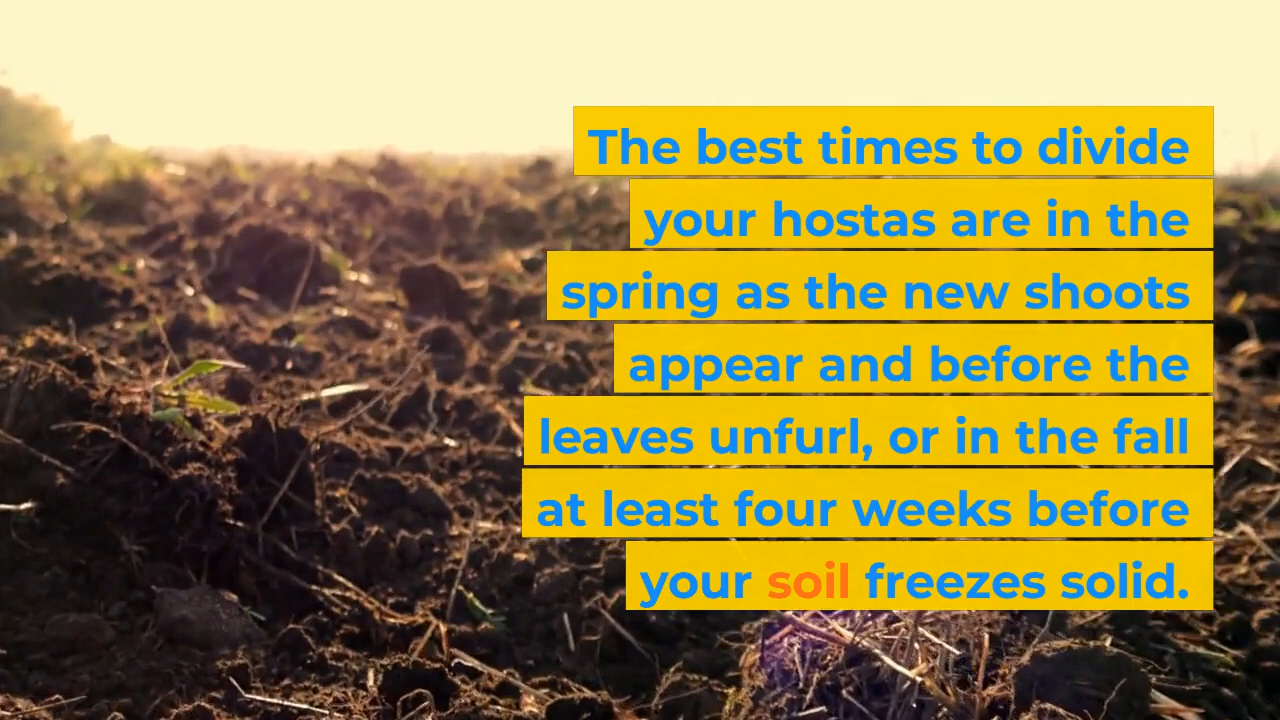 The best times to divide
your hostas are in the
spring as the new shoots
appear and before the
leaves unfurl, or in the fall
at least four weeks before
your soil freezes solid.